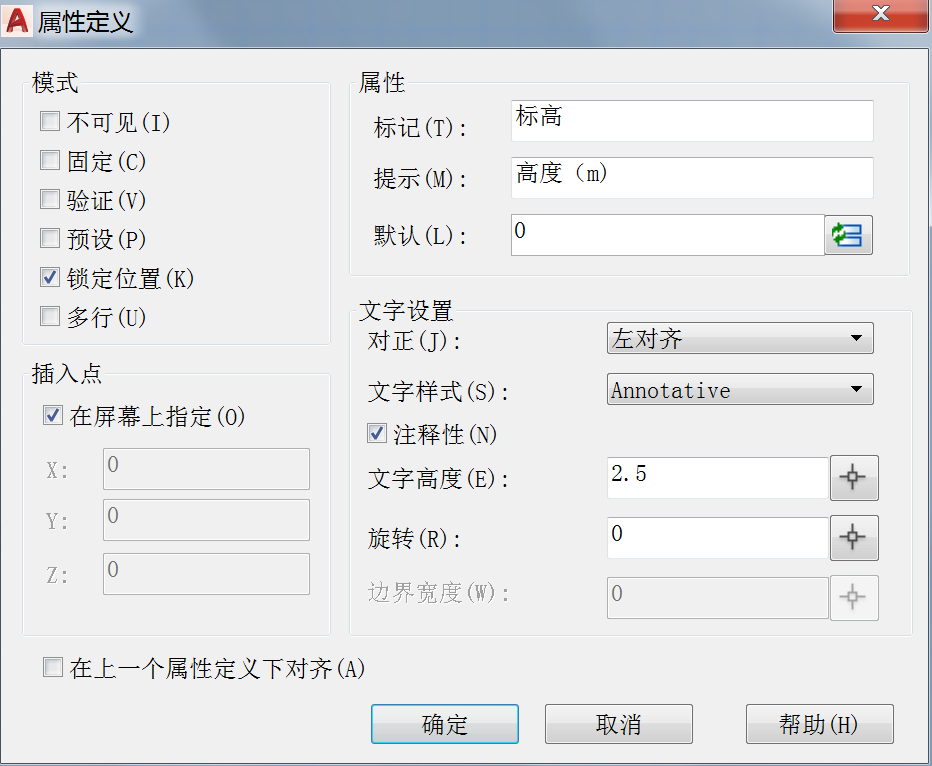 属性定义
模式
不可见(I)
固定(C)
验证(V)
预设(P)
锁定位置(K)
多行(U)
插入点
在屏幕上指定(O)
X: 0
Y: 0
Z: 0
属性
标记(T): 标高
提示(M): 高度（m)
默认(L): 0
文字设置
对正(J): 左对齐
文字样式(S): Annotative
注释性(N)
文字高度(E): 2.5
旋转(R): 0
边界宽度(W): 0
在上一个属性定义下对齐(A)
确定 取消 帮助(H)